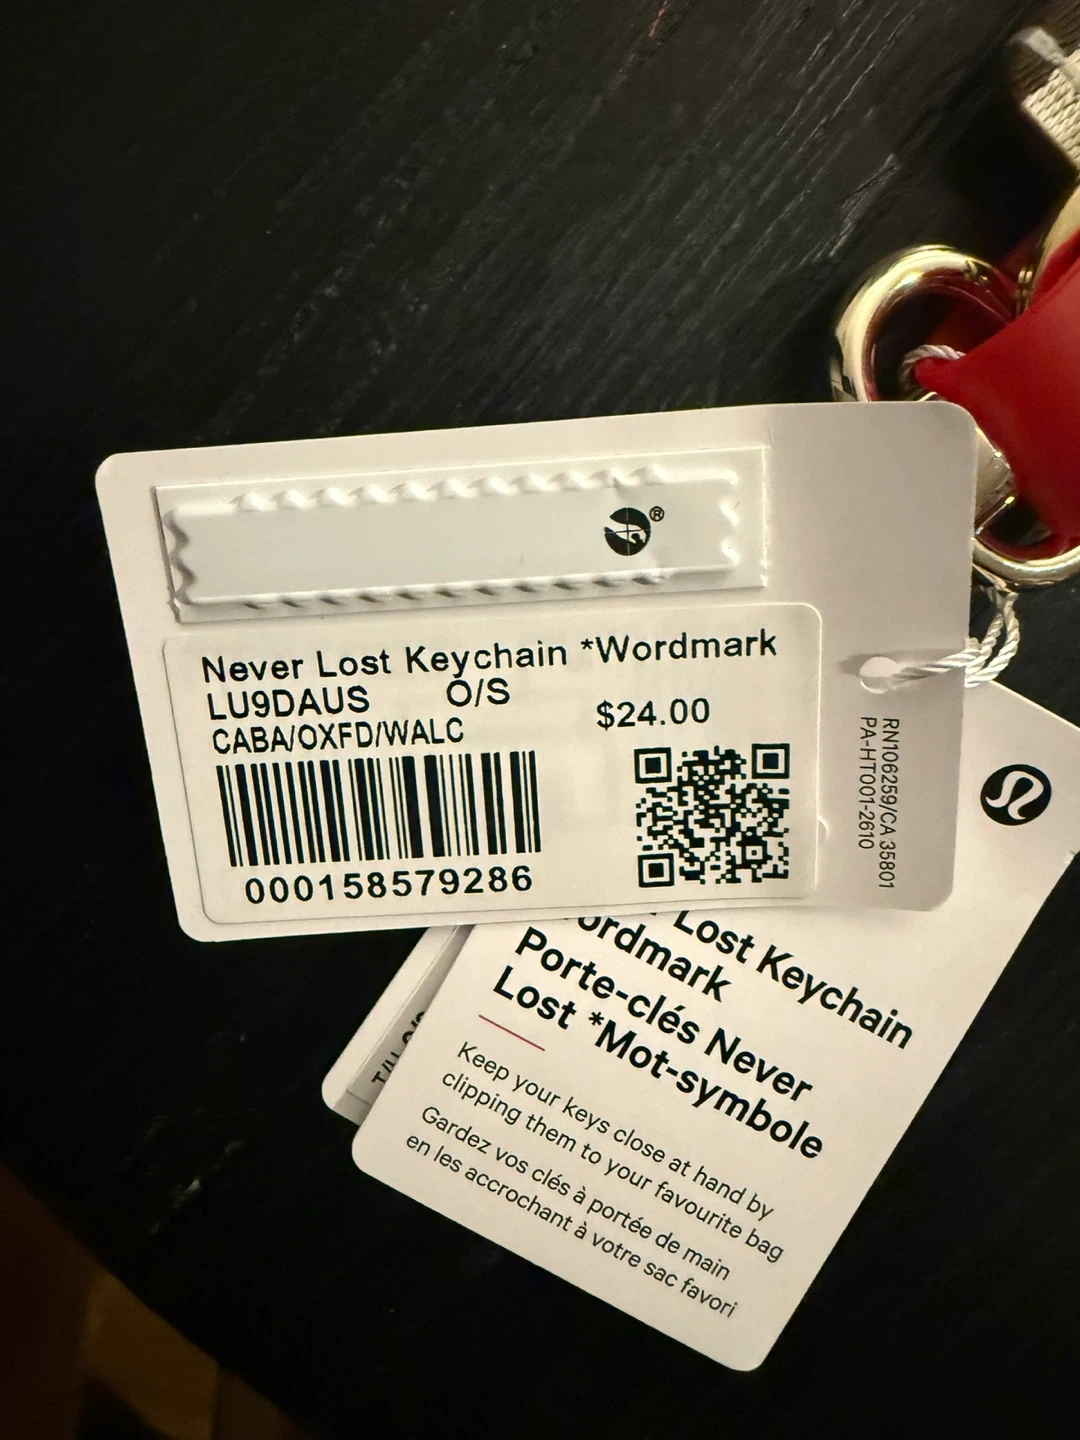 ®
Never Lost Keychain *Wordmark
LU9DAUS O/S
$24.00
CABA/OXFD/WALC
000158579286
RN106259/CA 35801
PA-HT001-2610
Lost Keychain
Porte-clés Never
Lost *Mot-symbole
Keep your keys close at hand by
clipping them to your favourite bag
Gardez vos clés à portée de main
en les accrochant à votre sac favori